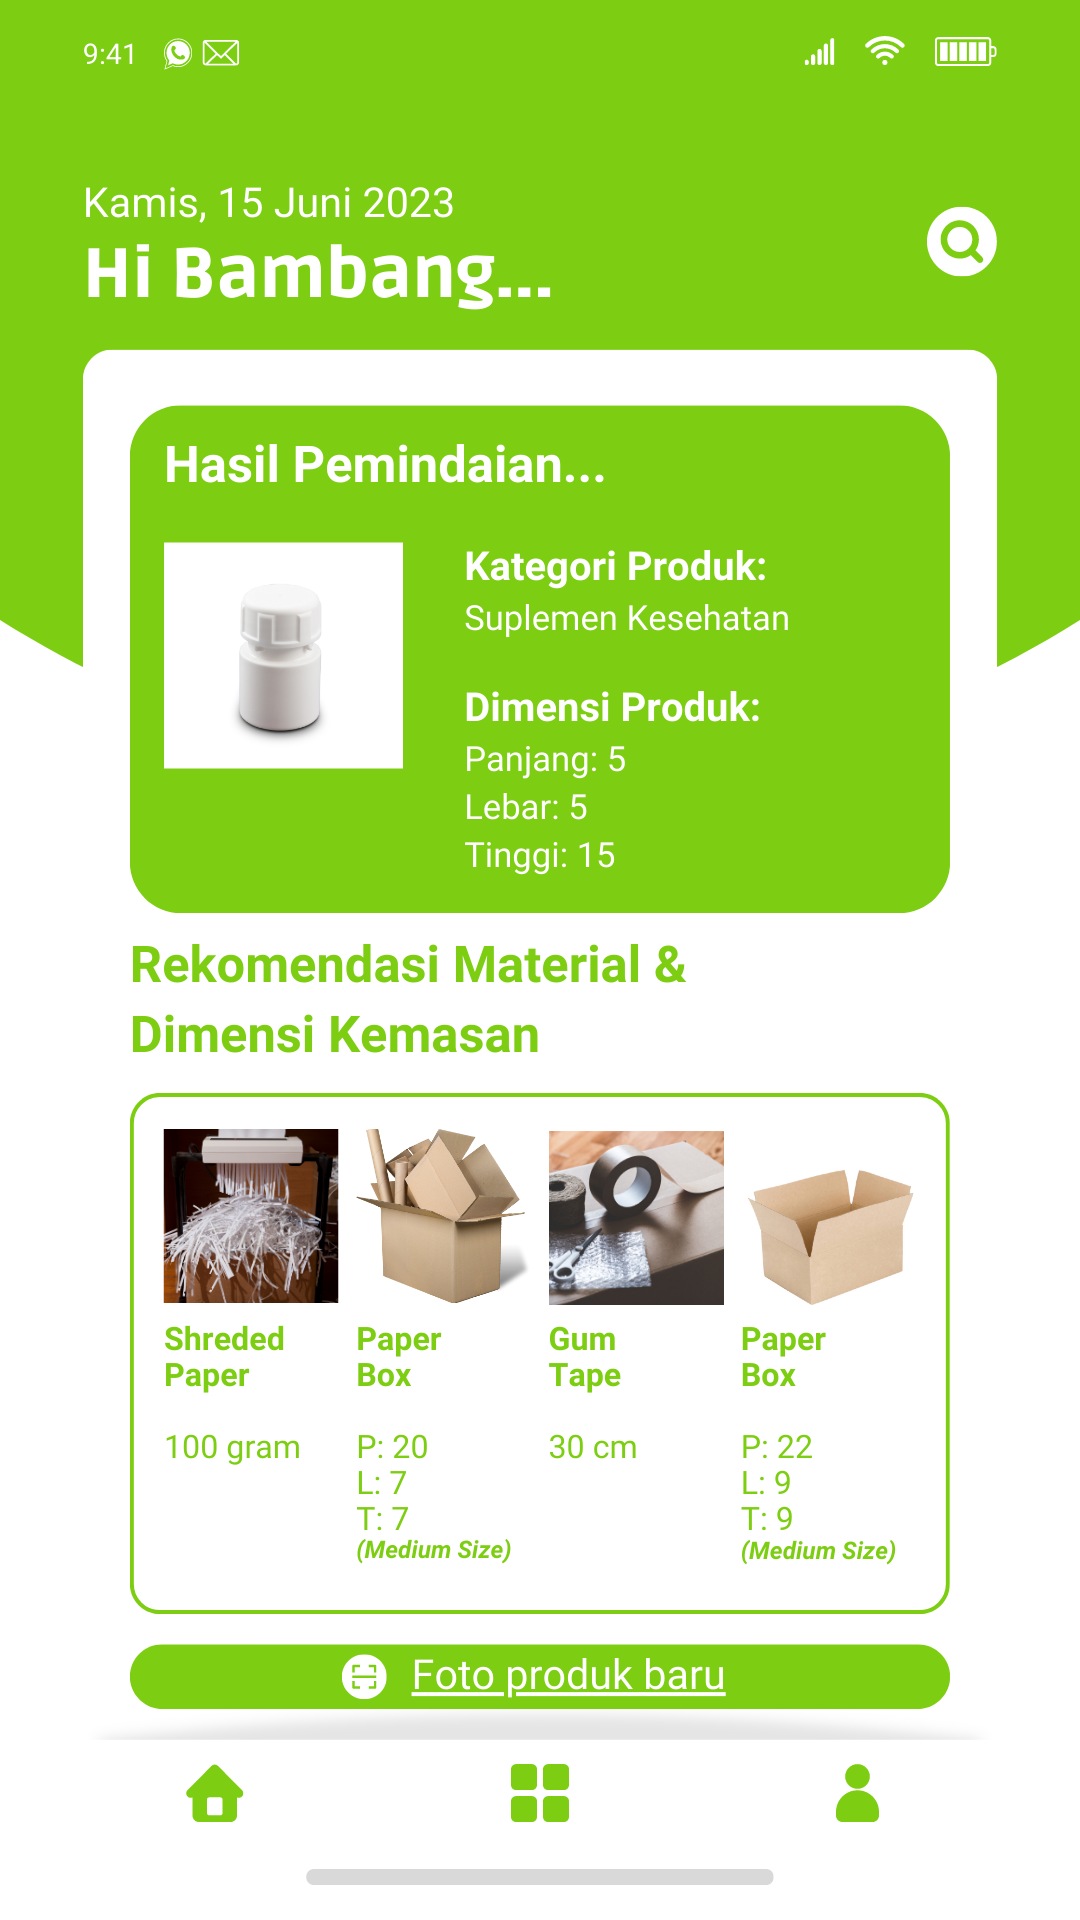 9:41
Kamis, 15 Juni 2023
Hi Bambang...
Hasil Pemindaian...
Kategori Produk:
Suplemen Kesehatan
Dimensi Produk:
Panjang: 5
Lebar: 5
Tinggi: 15
Rekomendasi Material &
Dimensi Kemasan
Shreded
Paper
100 gram
Paper
Box
P: 20
L: 7
T: 7
(Medium Size)
Gum
Tape
30 cm
Paper
Box
P: 22
L: 9
T: 9
(Medium Size)
Foto produk baru